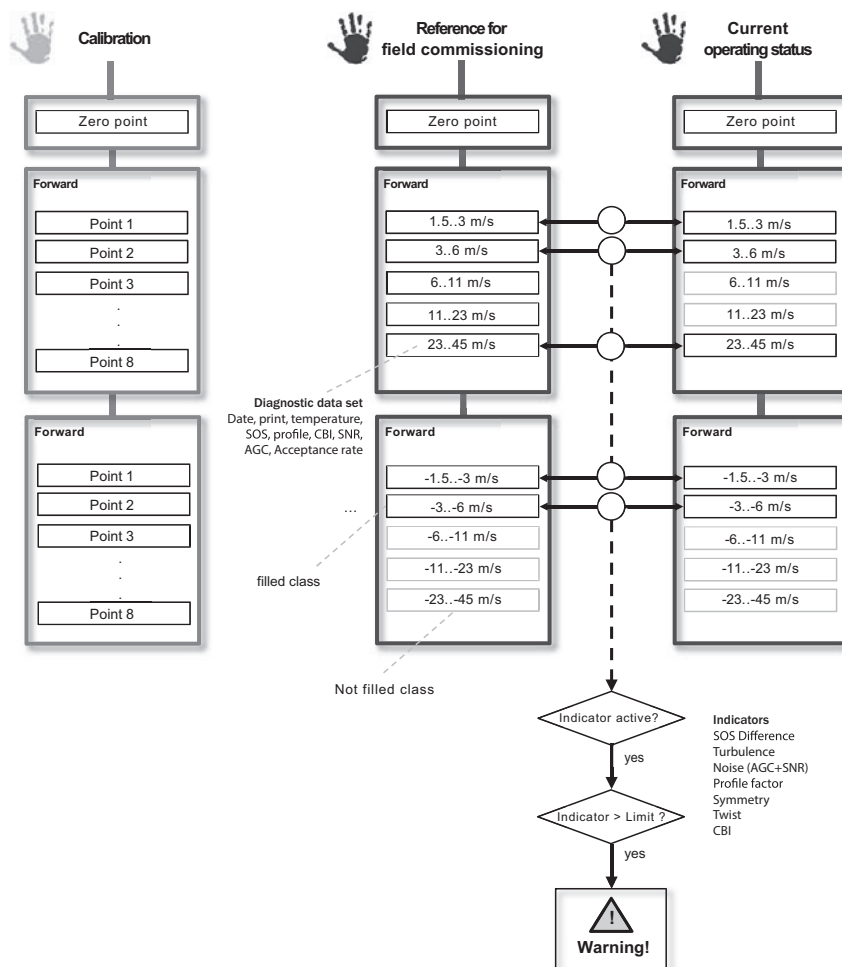 Calibration
Zero point
Forward
Point 1
Point 2
Point 3
.
.
.
Point 8
Forward
Point 1
Point 2
Point 3
.
.
.
Point 8
Reference for
field commissioning
Zero point
Forward
1.5..3 m/s
3..6 m/s
6..11 m/s
11..23 m/s
23..45 m/s
Diagnostic data set
Date, print, temperature,
SOS, profile, CBI, SNR,
AGC, Acceptance rate
...
filled class
Not filled class
Forward
-1.5..-3 m/s
-3..-6 m/s
-6..-11 m/s
-11..-23 m/s
-23..-45 m/s
Current
operating status
Zero point
Forward
1.5..3 m/s
3..6 m/s
6..11 m/s
11..23 m/s
23..45 m/s
Forward
-1.5..-3 m/s
-3..-6 m/s
-6..-11 m/s
-11..-23 m/s
-23..-45 m/s
Indicator active?
yes
Indicator > Limit ?
yes
!
Warning!
Indicators
SOS Difference
Turbulence
Noise (AGC+SNR)
Profile factor
Symmetry
Twist
CBI